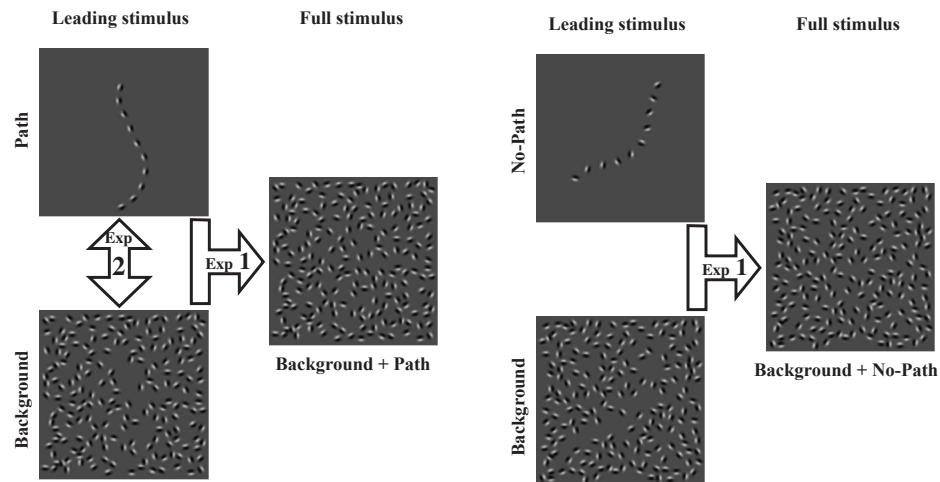 Leading stimulus
Full stimulus
Path
Exp
2
Exp 1
Background
Background + Path
Leading stimulus
Full stimulus
No-Path
Exp 1
Background
Background + No-Path